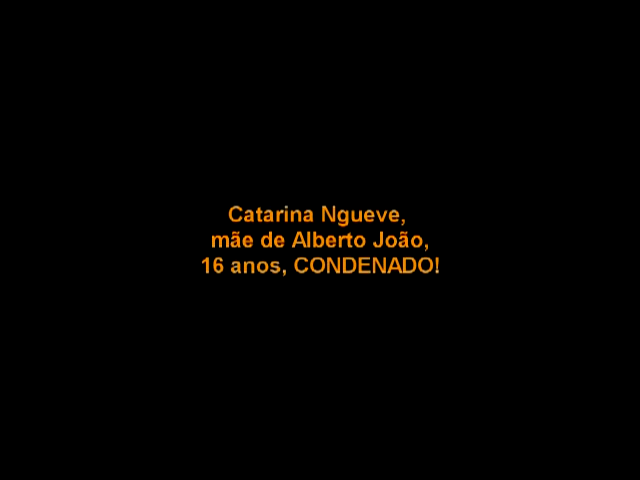 Catarina Ngueve,
mãe de Alberto João,
16 anos, CONDENADO!